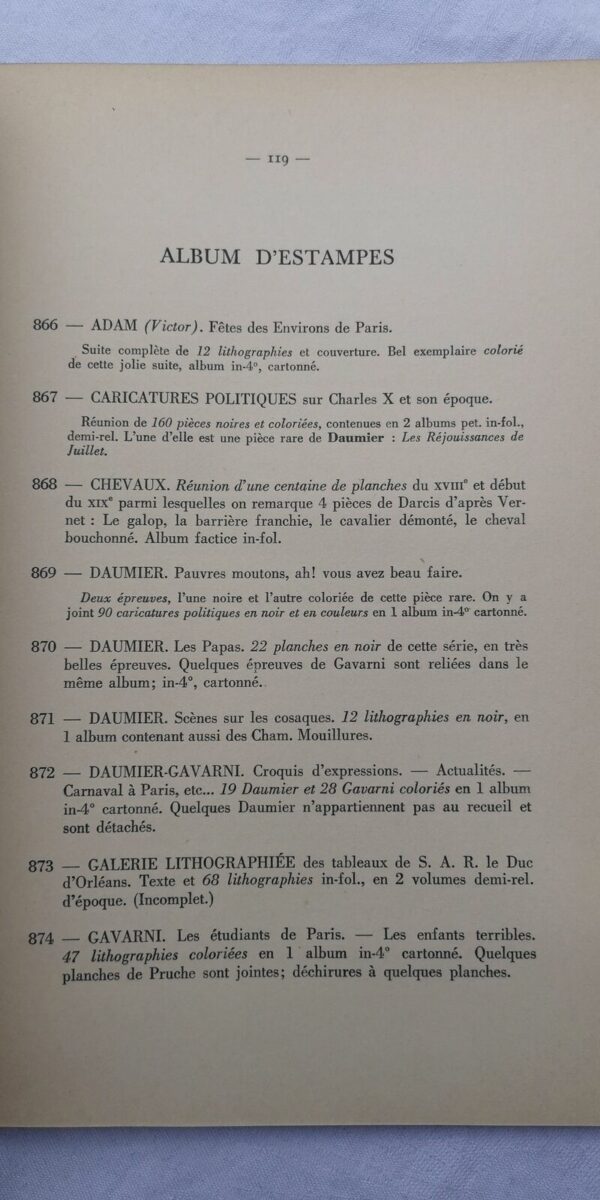 — 119 —
ALBUM D'ESTAMPES
866 — ADAM (Victor). Fêtes des Environs de Paris.
Suite complète de 12 lithographies et couverture. Bel exemplaire colorié
de cette jolie suite, album in-4°, cartonné.
867 — CARICATURES POLITIQUES sur Charles X et son époque.
Réunion de 160 pièces noires et coloriées, contenues en 2 albums pet. in-fol.,
demi-rel. L'une d'elle est une pièce rare de Daumier : Les Réjouissances de
Juillet.
868 — CHEVAUX. Réunion d'une centaine de planches du XVIIIe et début
du XIXe parmi lesquelles on remarque 4 pièces de Darcis d'après Ver-
net : Le galop, la barrière franchie, le cavalier démonté, le cheval
bouchonné. Album factice in-fol.
869 — DAUMIER. Pauvres moutons, ah! vous avez beau faire.
Deux épreuves, l'une noire et l'autre coloriée de cette pièce rare. On y a
joint 90 caricatures politiques en noir et en couleurs en 1 album in-4° cartonné.
870 — DAUMIER. Les Papas. 22 planches en noir de cette série, en très
belles épreuves. Quelques épreuves de Gavarni sont reliées dans le
même album; in-4°, cartonné.
871 — DAUMIER. Scènes sur les cosaques. 12 lithographies en noir, en
1 album contenant aussi des Cham. Mouillures.
872 — DAUMIER-GAVARNI. Croquis d'expressions. — Actualités. —
Carnaval à Paris, etc... 19 Daumier et 28 Gavarni coloriés en 1 album
in-4° cartonné. Quelques Daumier n'appartiennent pas au recueil et
sont détachés.
873 — GALERIE LITHOGRAPHIÉE des tableaux de S. A. R. le Duc
d'Orléans. Texte et 68 lithographies in-fol., en 2 volumes demi-rel.
d'époque. (Incomplet.)
874 — GAVARNI. Les étudiants de Paris. — Les enfants terribles.
47 lithographies coloriées en 1 album in-4° cartonné. Quelques
planches de Pruche sont jointes; déchirures à quelques planches.